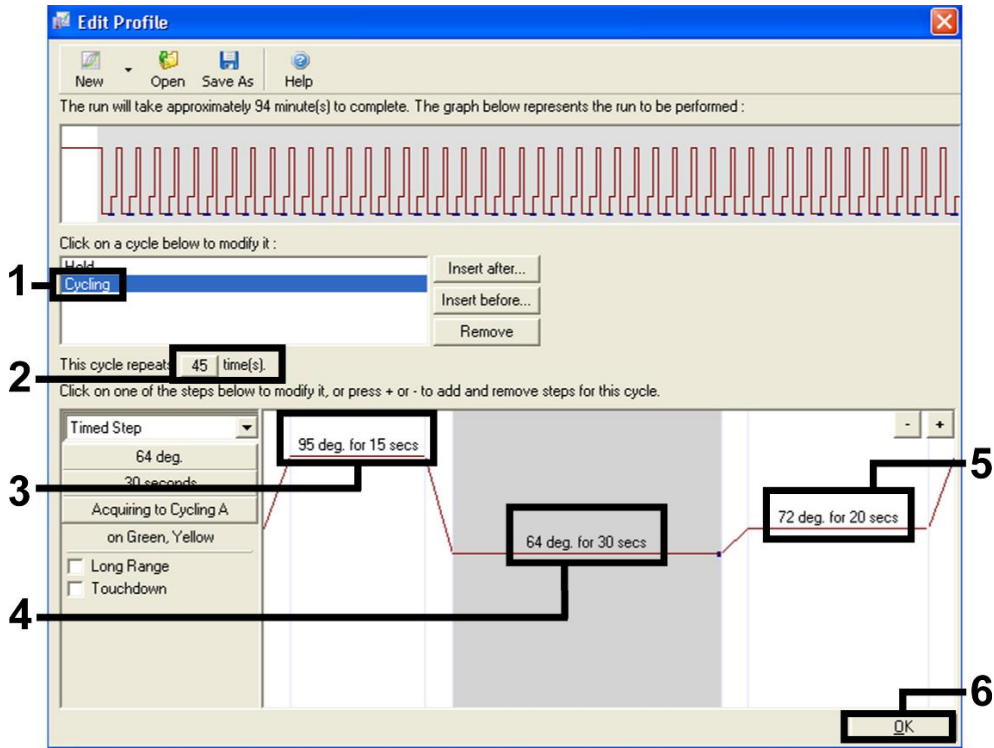 Edit Profile
New Open Save As Help
The run will take approximately 94 minute(s) to complete. The graph below represents the run to be performed :
Click on a cycle below to modify it :
Hold
1
Cycling
Insert after...
Insert before...
Remove
2
This cycle repeats 45 time(s).
Click on one of the steps below to modify it, or press + or - to add and remove steps for this cycle.
Timed Step
64 deg.
30 seconds
Acquiring to Cycling A
on Green, Yellow
Long Range
Touchdown
- +
3
95 deg. for 15 secs
4
64 deg. for 30 secs
5
72 deg. for 20 secs
6
OK